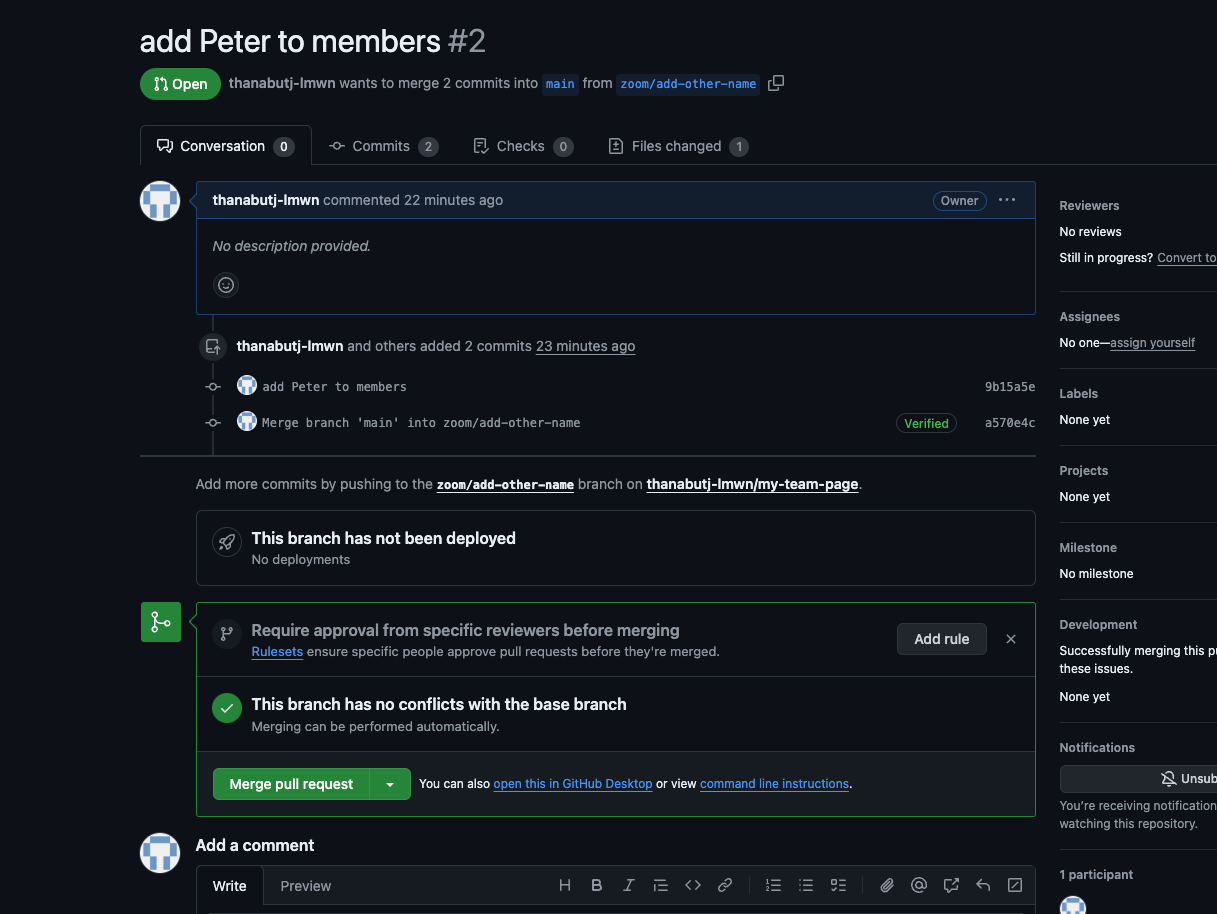 add Peter to members #2
Open
thanabutj-lmwn wants to merge 2 commits into main from zoom/add-other-name
Conversation 0
Commits 2
Checks 0
Files changed 1
thanabutj-lmwn commented 22 minutes ago
Owner
No description provided.
thanabutj-lmwn and others added 2 commits 23 minutes ago
add Peter to members
9b15a5e
Merge branch 'main' into zoom/add-other-name
Verified
a570e4c
Add more commits by pushing to the zoom/add-other-name branch on thanabutj-lmwn/my-team-page.
This branch has not been deployed
No deployments
Require approval from specific reviewers before merging
Rulesets ensure specific people approve pull requests before they're merged.
Add rule
This branch has no conflicts with the base branch
Merging can be performed automatically.
Merge pull request
You can also open this in GitHub Desktop or view command line instructions.
Add a comment
Write
Preview
Reviewers
No reviews
Still in progress? Convert to
Assignees
No one—assign yourself
Labels
None yet
Projects
None yet
Milestone
No milestone
Development
Successfully merging this p
these issues.
None yet
Notifications
Unsub
You're receiving notification
watching this repository.
1 participant